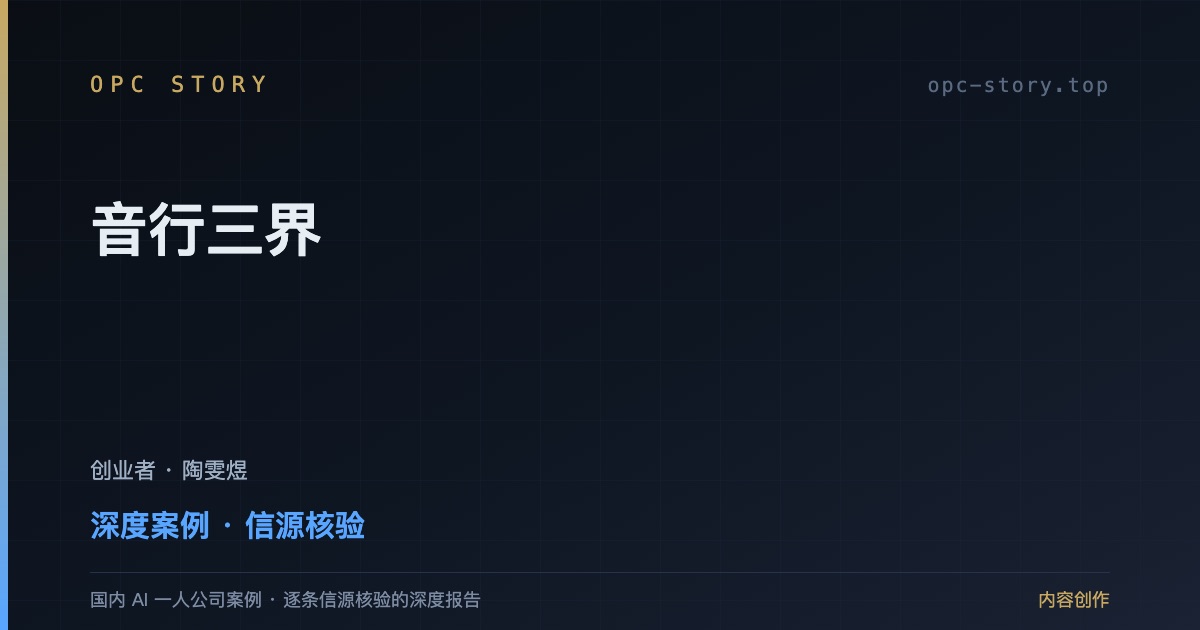 OPC STORY
opc-story.top
音行三界
创业者 · 陶雯煜
深度案例 · 信源核验
国内 AI 一人公司案例 · 逐条信源核验的深度报告
内容创作